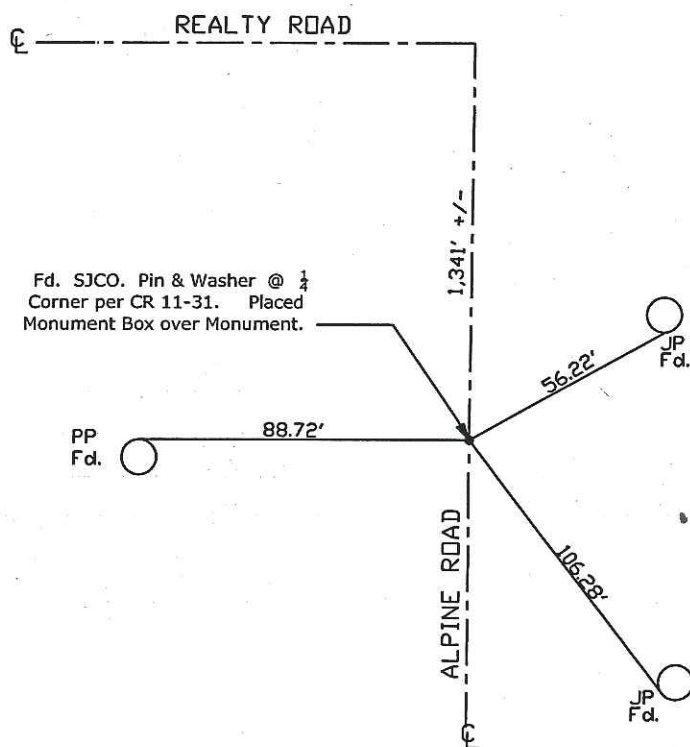 ℄ REALTY ROAD
1,341' +/-
Fd. SJCO. Pin & Washer @ 1/4
Corner per CR 11-31. Placed
Monument Box over Monument.
JP
Fd.
56.22'
88.72'
PP
Fd.
ALPINE ROAD
106.28'
JP
Fd.
℄